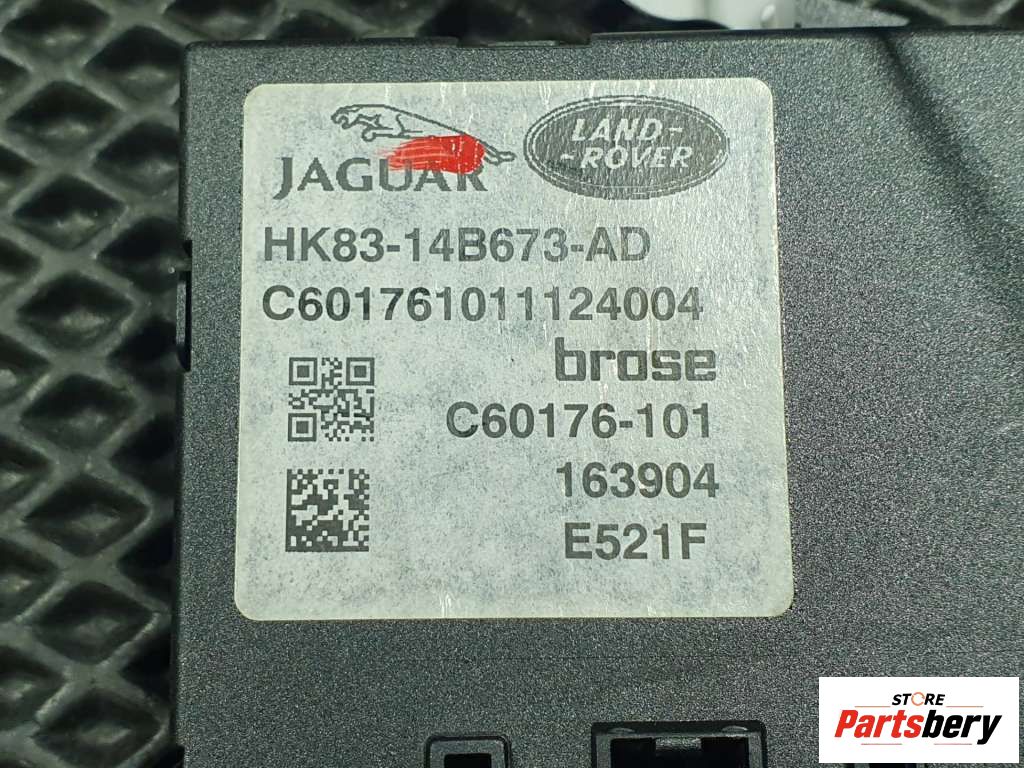 JAGUAR
LAND-
-ROVER
HK83-14B673-AD
C601761011124004
brose
C60176-101
163904
E521F
STORE
Partsbery